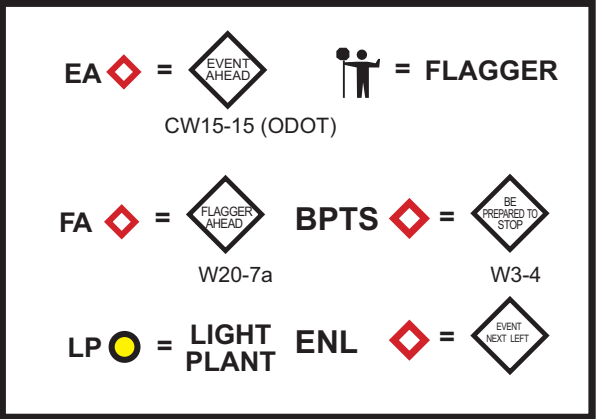 EA = EVENT
AHEAD
CW15-15 (ODOT)
= FLAGGER
FA = FLAGGER
AHEAD
W20-7a
BPTS = BE
PREPARED TO
STOP
W3-4
LP = LIGHT
PLANT
ENL = EVENT
NEXT LEFT